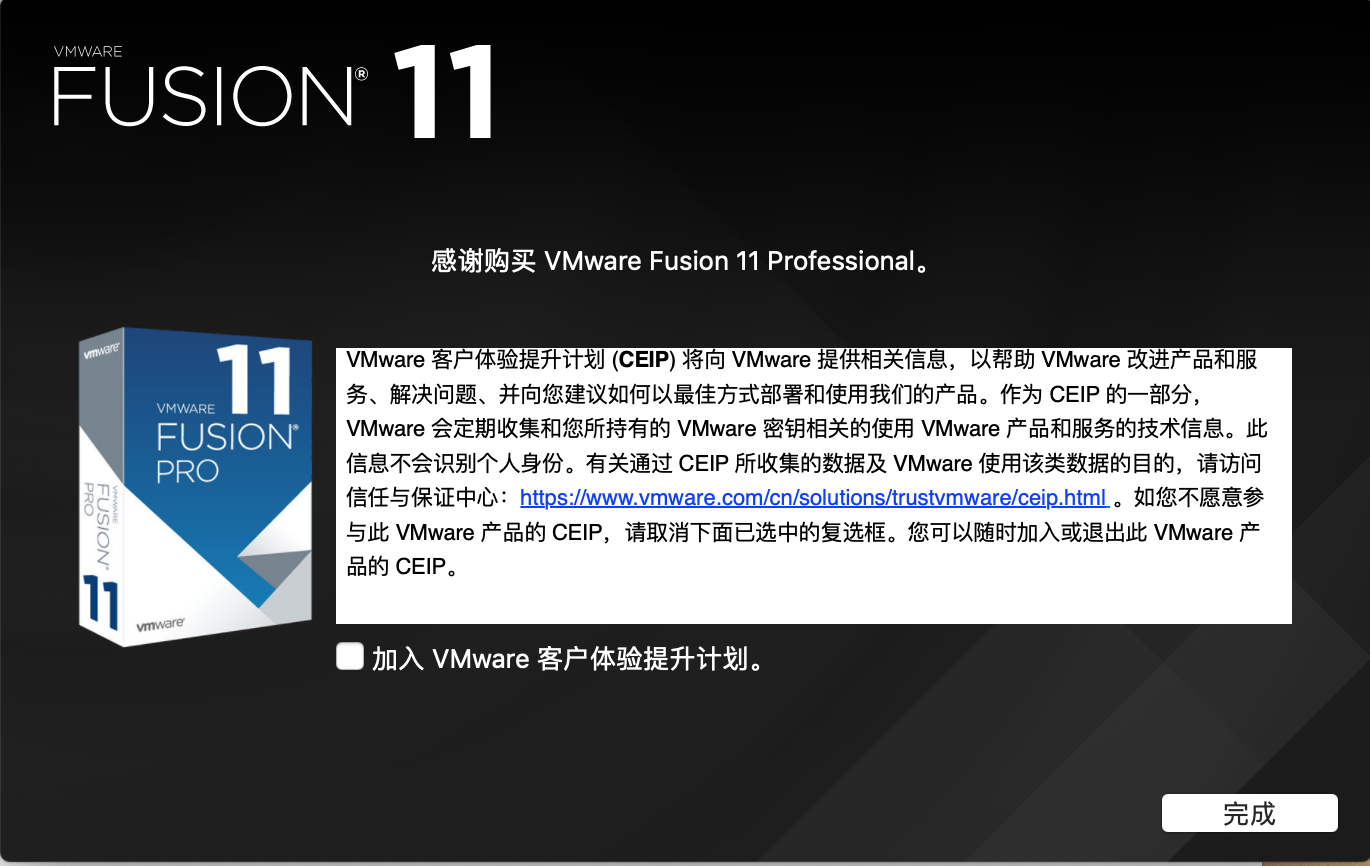 VMWARE
FUSION® 11
感谢购买 VMware Fusion 11 Professional。
vmware
11
VMWARE
FUSION®
PRO
VMWARE
FUSION®
PRO
11
vmware
VMware 客户体验提升计划 (CEIP) 将向 VMware 提供相关信息，以帮助 VMware 改进产品和服
务、解决问题、并向您建议如何以最佳方式部署和使用我们的产品。作为 CEIP 的一部分，
VMware 会定期收集和您所持有的 VMware 密钥相关的使用 VMware 产品和服务的技术信息。此
信息不会识别个人身份。有关通过 CEIP 所收集的数据及 VMware 使用该类数据的目的，请访问
信任与保证中心：https://www.vmware.com/cn/solutions/trustvmware/ceip.html 。如您不愿意参
与此 VMware 产品的 CEIP，请取消下面已选中的复选框。您可以随时加入或退出此 VMware 产
品的 CEIP。
加入 VMware 客户体验提升计划。
完成